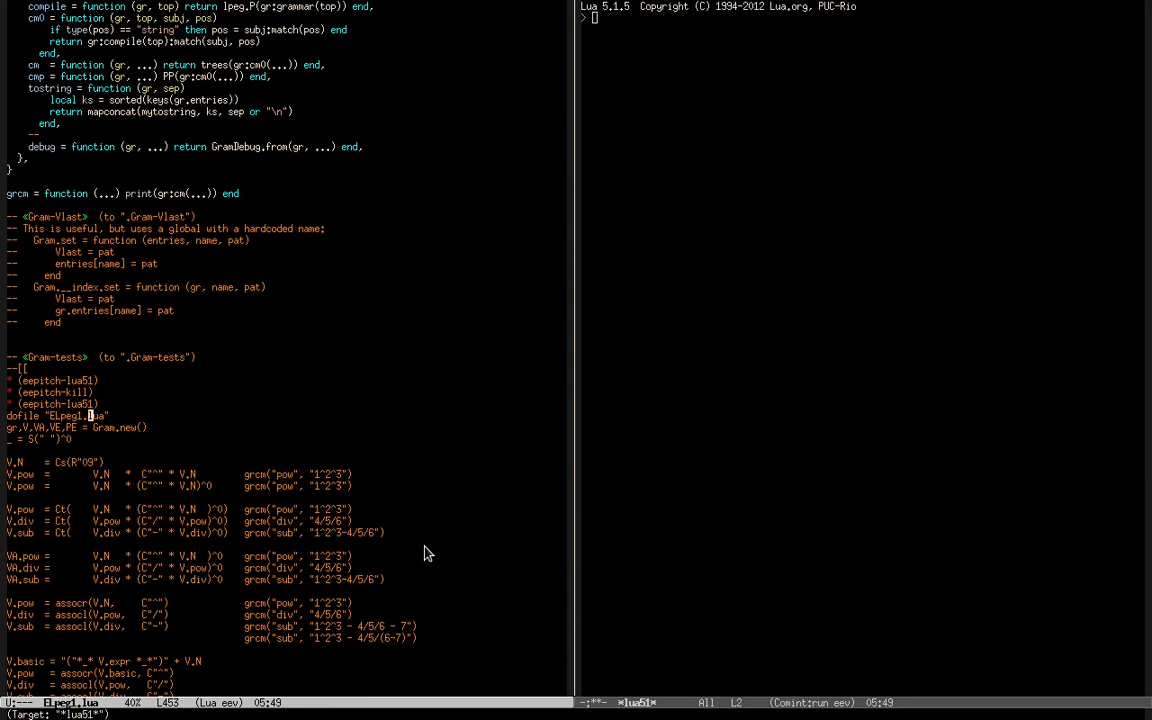 compile = function (gr, top) return lpeg.P(gr:grammar(top)) end,
    cm0 = function (gr, top, subj, pos)
        if type(pos) == "string" then pos = subj:match(pos) end
        return gr:compile(top):match(subj, pos)
      end,
    cm  = function (gr, ...) return trees(gr:cm0(...)) end,
    cmp = function (gr, ...) PP(gr:cm0(...)) end,
    tostring = function (gr, sep)
        local ks = sorted(keys(gr.entries))
        return mapconcat(mytostring, ks, sep or "\n")
      end,
    --
    debug = function (gr, ...) return GramDebug.from(gr, ...) end,
  },
}
grcm = function (...) print(gr:cm(...)) end
-- «Gram-Vlast»  (to ".Gram-Vlast")
-- This is useful, but uses a global with a hardcoded name:
--   Gram.set = function (entries, name, pat)
--       Vlast = pat
--       entries[name] = pat
--     end
--   Gram.__index.set = function (gr, name, pat)
--       Vlast = pat
--       gr.entries[name] = pat
--     end
-- «Gram-tests»  (to ".Gram-tests")
--[[
* (eepitch-lua51)
* (eepitch-kill)
* (eepitch-lua51)
dofile "ELpeg1.lua"
gr,V,VA,VE,PE = Gram.new()
_ = S(" ")^0
V.N   = Cs(R"09")
V.pow =        V.N   *  C"^" * V.N         grcm("pow", "1^2^3")
V.pow =        V.N   * (C"^" * V.N)^0      grcm("pow", "1^2^3")
V.pow = Ct(    V.N   * (C"^" * V.N  )^0)   grcm("pow", "1^2^3")
V.div = Ct(    V.pow * (C"/" * V.pow)^0)   grcm("div", "4/5/6")
V.sub = Ct(    V.div * (C"-" * V.div)^0)   grcm("sub", "1^2^3-4/5/6")
VA.pow =       V.N   * (C"^" * V.N  )^0    grcm("pow", "1^2^3")
VA.div =       V.pow * (C"/" * V.pow)^0    grcm("div", "4/5/6")
VA.sub =       V.div * (C"-" * V.div)^0    grcm("sub", "1^2^3-4/5/6")
V.pow  = assocr(V.N,     C"^")             grcm("pow", "1^2^3")
V.div  = assocl(V.pow,   C"/")             grcm("div", "4/5/6")
V.sub  = assocl(V.div,   C"-")             grcm("sub", "1^2^3 - 4/5/6 - 7")
                                           grcm("sub", "1^2^3 - 4/5/(6-7)")
V.basic = "("*_* V.expr *_*")" + V.N
V.pow   = assocr(V.basic, C"^")
V.div   = assocl(V.pow,   C"/")
U:---  ELpeg1.lua     40%   L453   (Lua eev)  05:49
(Target: "*lua51*")
Lua 5.1.5  Copyright (C) 1994-2012 Lua.org, PUC-Rio
>
-:**-  *lua51*        All   L2     (Comint:run eev)  05:49